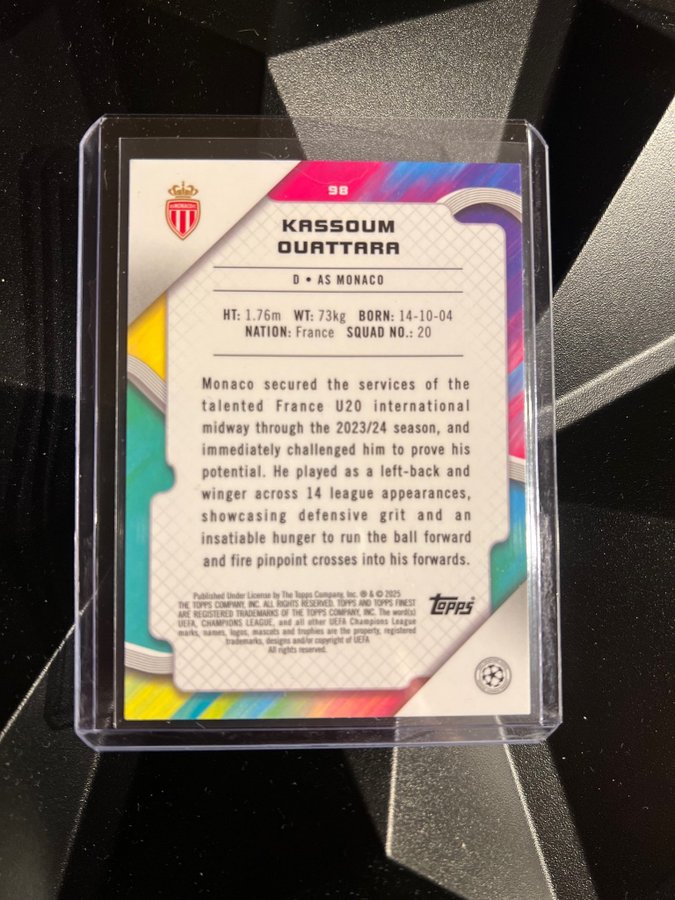 98
KASSOUM
OUATTARA
D • AS MONACO
HT: 1.76m WT: 73kg BORN: 14-10-04
NATION: France SQUAD NO.: 20
Monaco secured the services of the
talented France U20 international
midway through the 2023/24 season, and
immediately challenged him to prove his
potential. He played as a left-back and
winger across 14 league appearances,
showcasing defensive grit and an
insatiable hunger to run the ball forward
and fire pinpoint crosses into his forwards.
Published Under License by The Topps Company, Inc. ® & © 2025
THE TOPPS COMPANY, INC. ALL RIGHTS RESERVED. TOPPS AND TOPPS FINEST
ARE REGISTERED TRADEMARKS OF THE TOPPS COMPANY, INC. The word(s)
UEFA, CHAMPIONS LEAGUE, and all other UEFA Champions League
marks, names, logos, mascots and trophies are the property, registered
trademarks, designs and/or copyright of UEFA
All rights reserved.
Topps